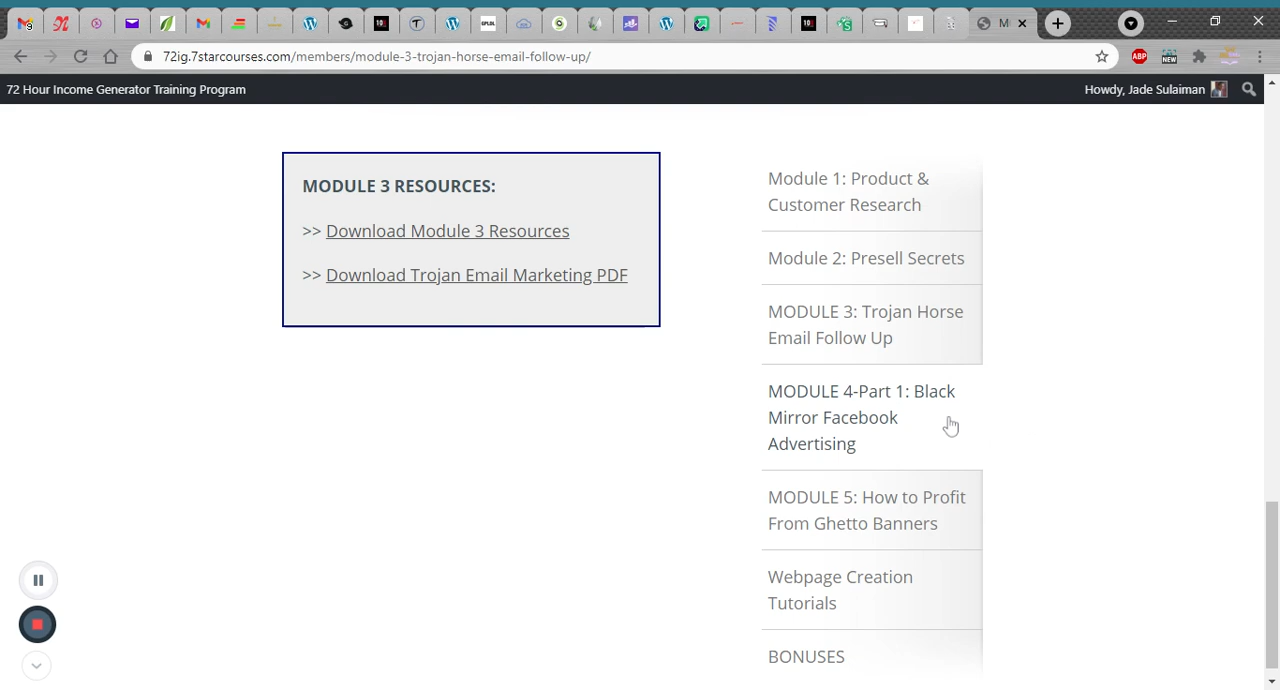 72ig.7starcourses.com/members/module-3-trojan-horse-email-follow-up/
72 Hour Income Generator Training Program
Howdy, Jade Sulaiman
MODULE 3 RESOURCES:
>> Download Module 3 Resources
>> Download Trojan Email Marketing PDF
Module 1: Product &
Customer Research
Module 2: Presell Secrets
MODULE 3: Trojan Horse
Email Follow Up
MODULE 4-Part 1: Black
Mirror Facebook
Advertising
MODULE 5: How to Profit
From Ghetto Banners
Webpage Creation
Tutorials
BONUSES